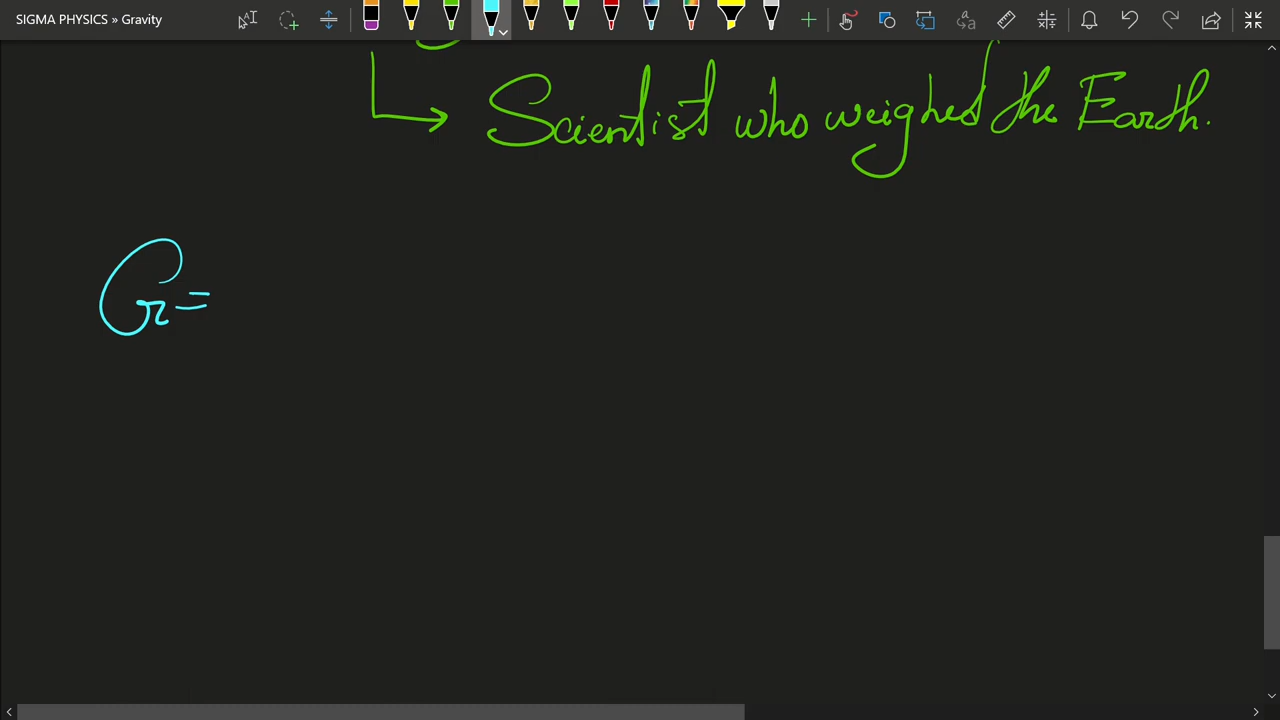 SIGMA PHYSICS » Gravity
Scientist who weighed the Earth.
G =